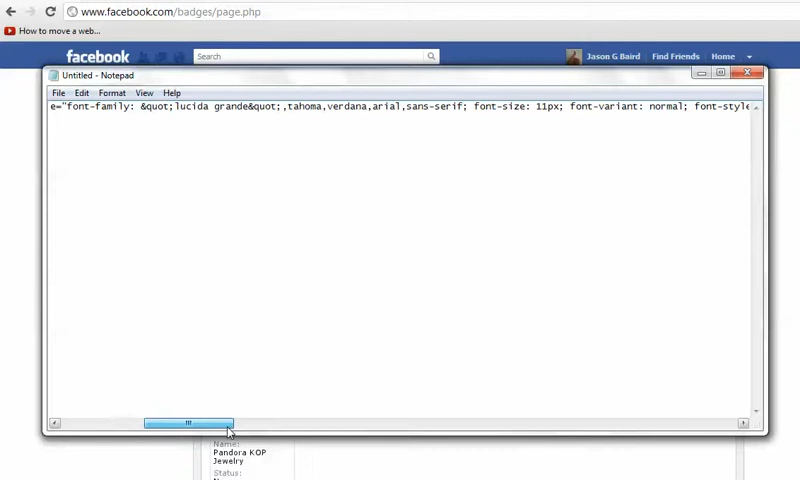 www.facebook.com/badges/page.php
How to move a web...
facebook
Search
Jason G Baird
Find Friends
Home
Untitled - Notepad
File Edit Format View Help
e="font-family: &quot;lucida grande&quot;,tahoma,verdana,arial,sans-serif; font-size: 11px; font-variant: normal; font-style
Name:
Pandora KOP
Jewelry
Status: